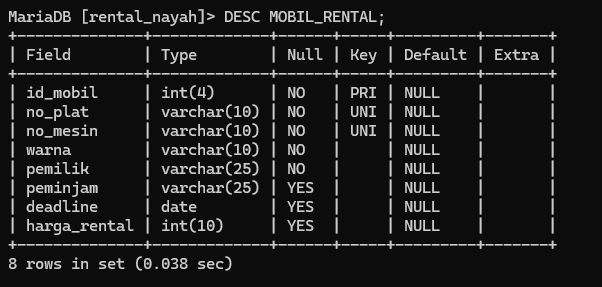 MariaDB [rental_nayah]> DESC MOBIL_RENTAL;
+--------------+-------------+------+-----+---------+-------+
| Field        | Type        | Null | Key | Default | Extra |
+--------------+-------------+------+-----+---------+-------+
| id_mobil     | int(4)      | NO   | PRI | NULL    |       |
| no_plat      | varchar(10) | NO   | UNI | NULL    |       |
| no_mesin     | varchar(10) | NO   | UNI | NULL    |       |
| warna        | varchar(10) | NO   |     | NULL    |       |
| pemilik      | varchar(25) | NO   |     | NULL    |       |
| peminjam     | varchar(25) | YES  |     | NULL    |       |
| deadline     | date        | YES  |     | NULL    |       |
| harga_rental | int(10)     | YES  |     | NULL    |       |
+--------------+-------------+------+-----+---------+-------+
8 rows in set (0.038 sec)